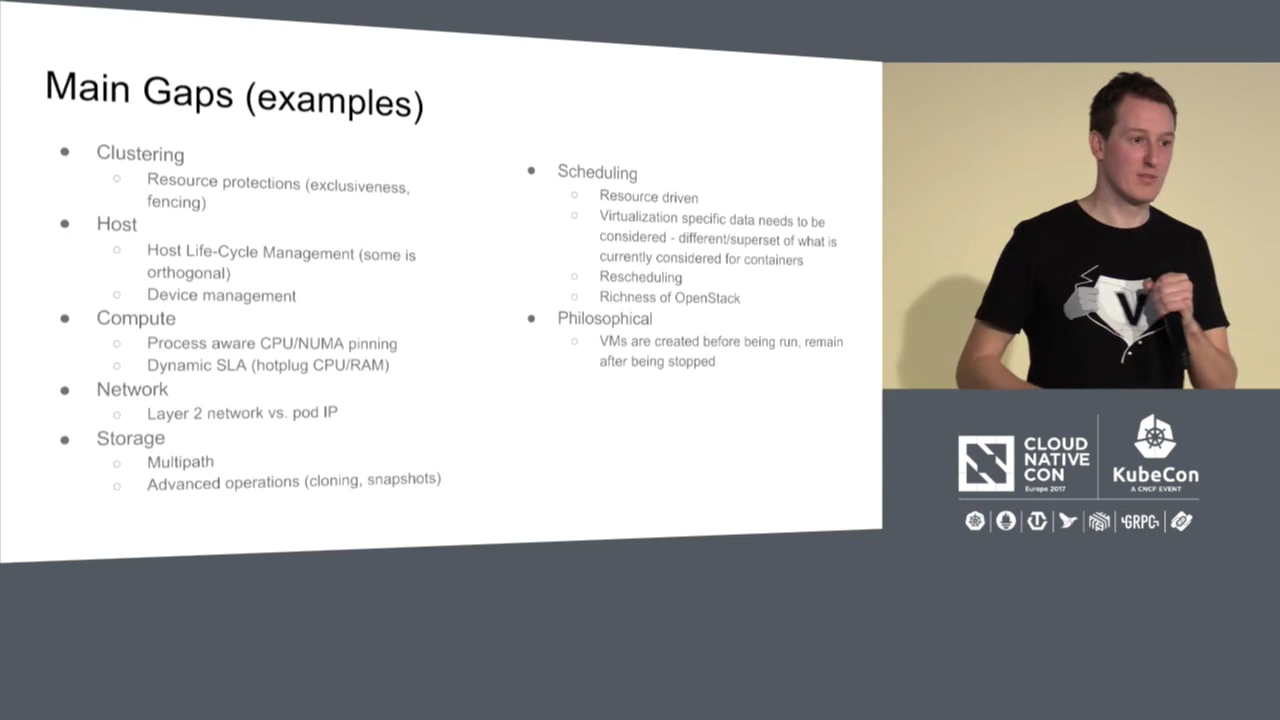 Main Gaps (examples)
Clustering
Resource protections (exclusiveness,
fencing)
Host
Host Life-Cycle Management (some is
orthogonal)
Device management
Compute
Process aware CPU/NUMA pinning
Dynamic SLA (hotplug CPU/RAM)
Network
Layer 2 network vs. pod IP
Storage
Multipath
Advanced operations (cloning, snapshots)
Scheduling
Resource driven
Virtualization specific data needs to be
considered - different/superset of what is
currently considered for containers
Rescheduling
Richness of OpenStack
Philosophical
VMs are created before being run, remain
after being stopped
V
CLOUD
NATIVE
CON
Europe 2017
KubeCon
A CNCF EVENT
GRPC